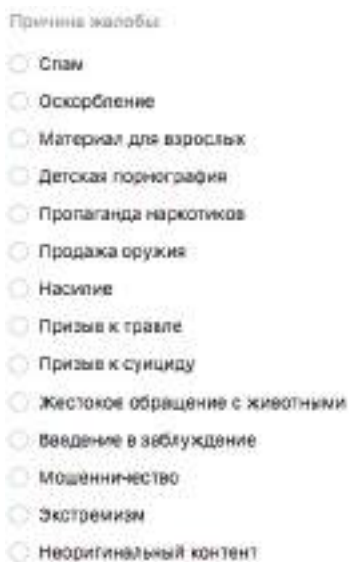 Причина жалобы:
Спам
Оскорбление
Материал для взрослых
Детская порнография
Пропаганда наркотиков
Продажа оружия
Насилие
Призыв к травле
Призыв к суициду
Жестокое обращение с животными
Введение в заблуждение
Мошенничество
Экстремизм
Неоригинальный контент